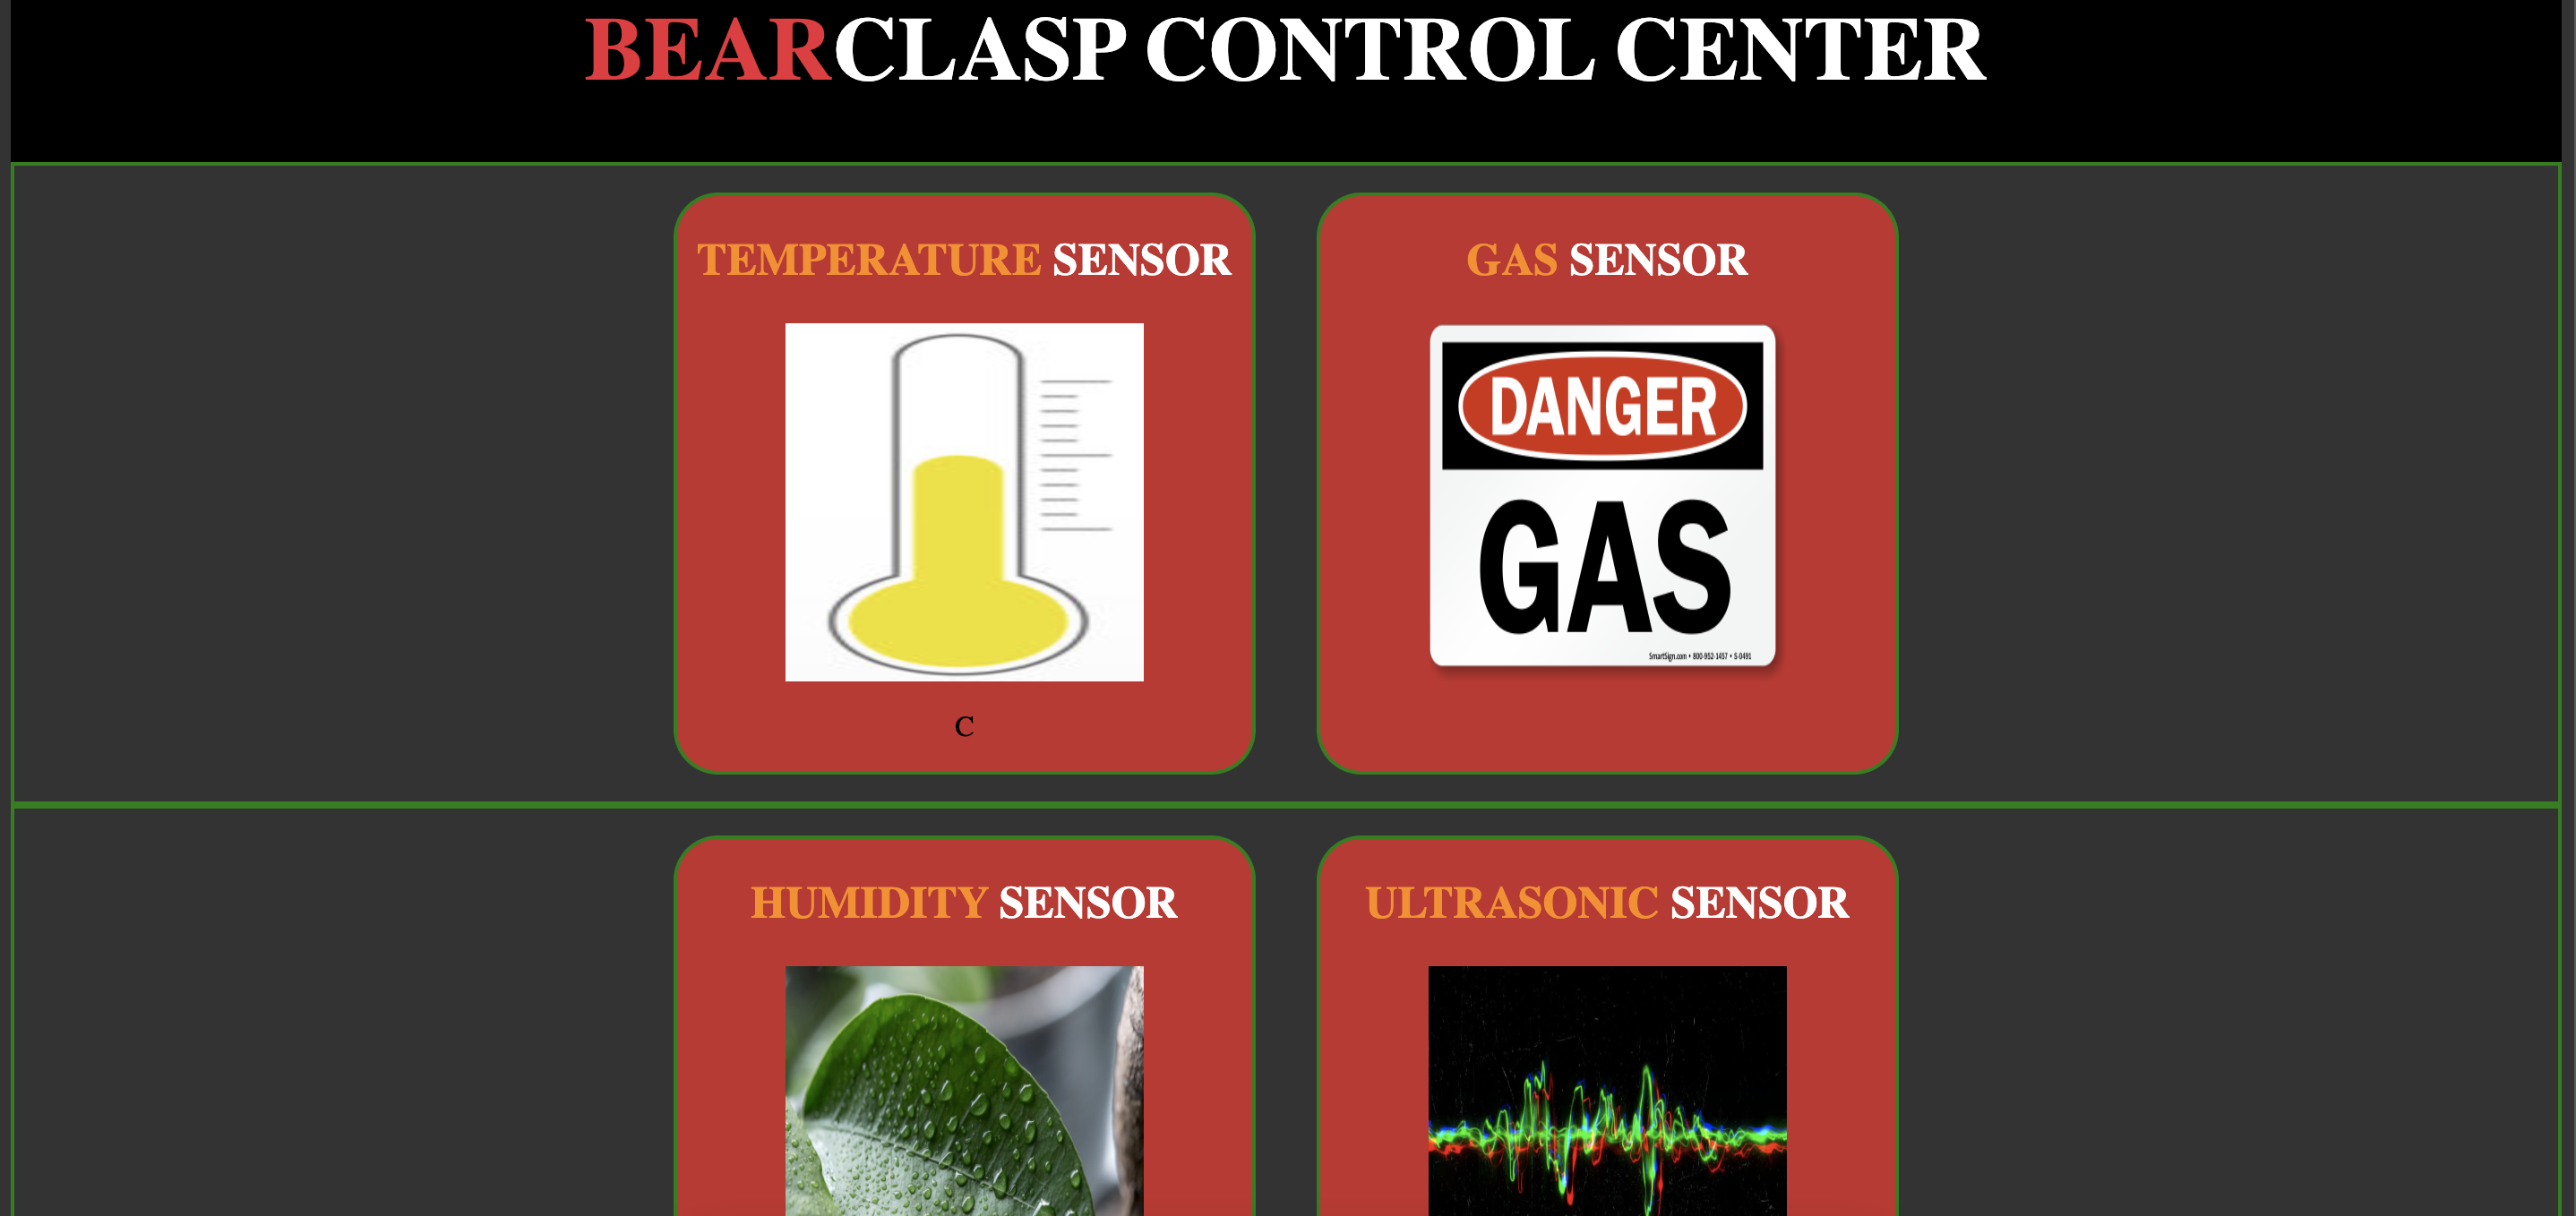 BEARCLASP CONTROL CENTER
TEMPERATURE SENSOR
GAS SENSOR
DANGER
GAS
SmartSign.com • 800-952-1457 • S-0491
C
HUMIDITY SENSOR
ULTRASONIC SENSOR